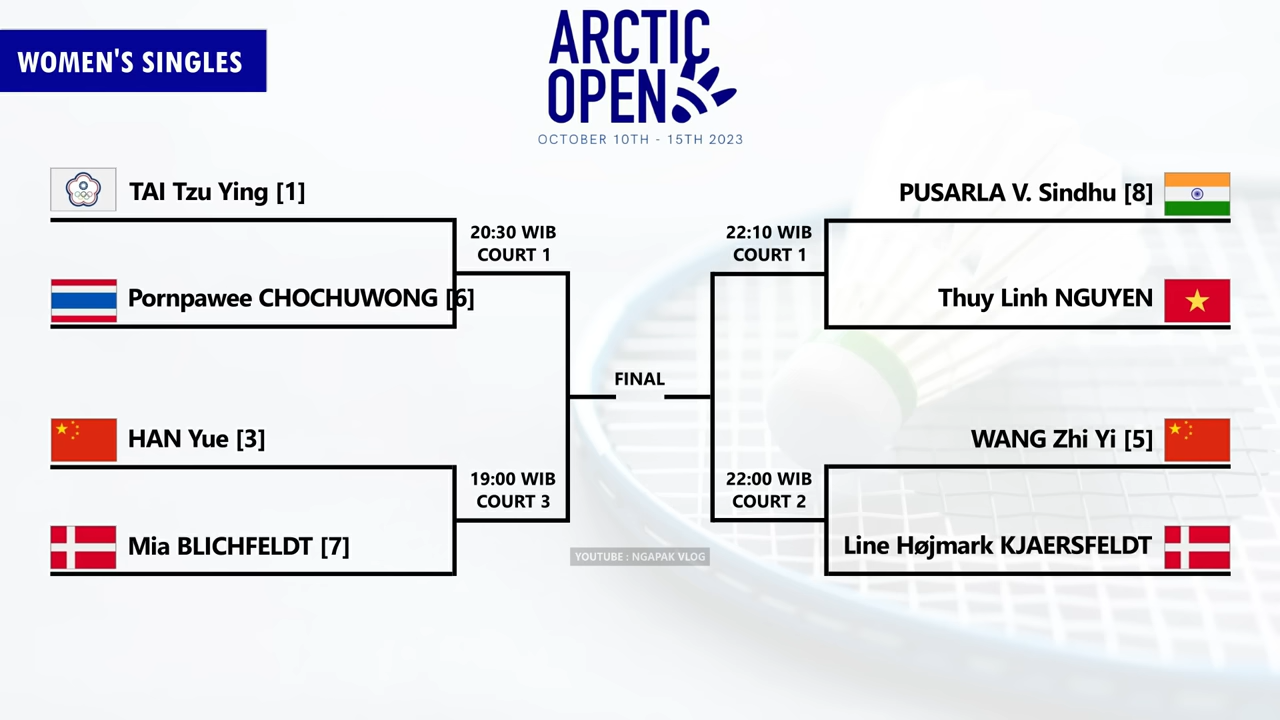 WOMEN'S SINGLES
ARCTIC
OPEN
OCTOBER 10TH - 15TH 2023
TAI Tzu Ying [1]
Pornpawee CHOCHUWONG [6]
20:30 WIB
COURT 1
HAN Yue [3]
Mia BLICHFELDT [7]
19:00 WIB
COURT 3
FINAL
PUSARLA V. Sindhu [8]
Thuy Linh NGUYEN
22:10 WIB
COURT 1
WANG Zhi Yi [5]
Line Højmark KJAERSFELDT
22:00 WIB
COURT 2
YOUTUBE : NGAPAK VLOG